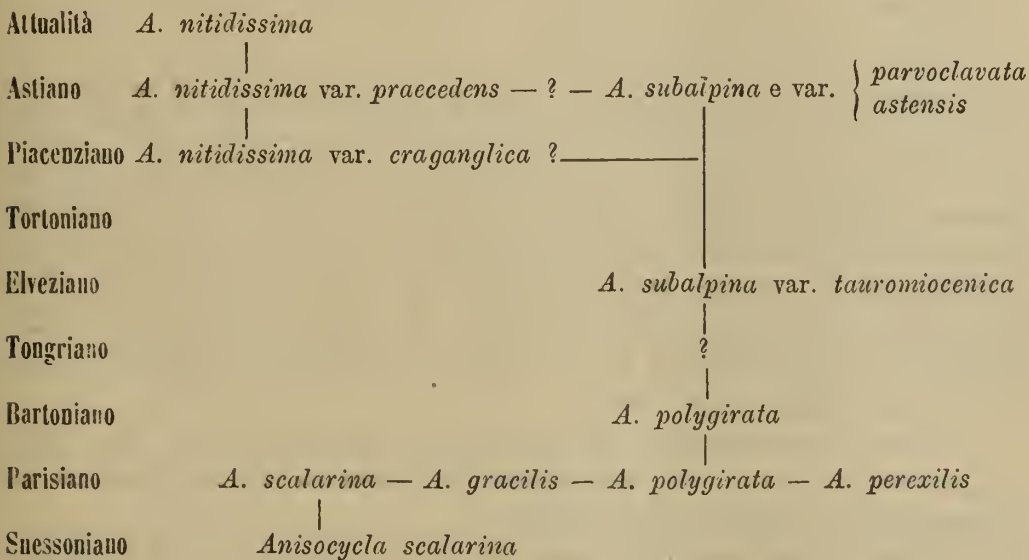 Attualità A. nitidissima
Astiano A. nitidissima var. praecedens — ? — A. subalpina e var. { parvoclavata
astensis
Piacenziano A. nitidissima var. craganglica ?
Tortoniano
Elveziano A. subalpina var. tauromiocenica
Tongriano ?
Bartoniano A. polygirata
Parisiano A. scalarina — A. gracilis — A. polygirata — A. perexilis
Suessoniano Anisocycla scalarina